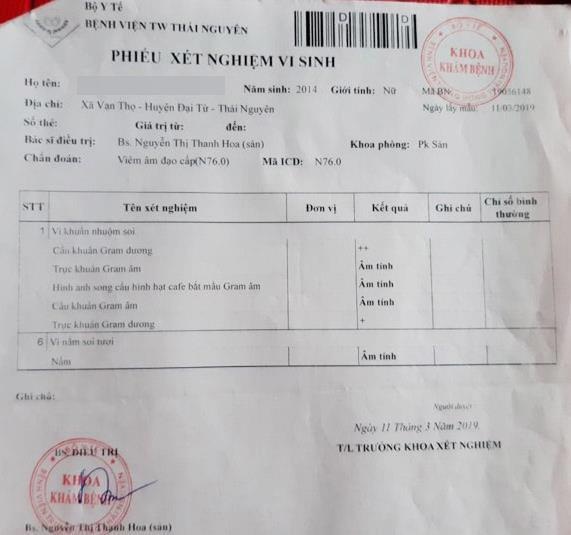 Bộ Y Tế
BỆNH VIỆN TW THÁI NGUYÊN
PHIẾU XÉT NGHIỆM VI SINH
KHOA
KHÁM BỆNH
Họ tên: Năm sinh: 2014 Giới tính: Nữ Mã BN: 19056148
Địa chỉ: Xã Vạn Thọ - Huyện Đại Từ - Thái Nguyên Ngày lấy mẫu: 11/03/2019
Số thẻ: Giá trị từ: đến:
Bác sĩ điều trị: Bs. Nguyễn Thị Thanh Hoa (sản) Khoa phòng: Pk Sản
Chẩn đoán: Viêm âm đạo cấp(N76.0) Mã ICD: N76.0
STT Tên xét nghiệm Đơn vị Kết quả Ghi chú Chỉ số bình thường
1 Vi khuẩn nhuộm soi
Cầu khuẩn Gram dương ++
Trực khuẩn Gram âm Âm tính
Hình ảnh song cầu hình hạt cafe bắt mầu Gram âm Âm tính
Cầu khuẩn Gram âm Âm tính
Trực khuẩn Gram dương +
6 Vi nấm soi tươi
Nấm Âm tính
Ghi chú:
Người duyệt
Ngày 11 Tháng 3 Năm 2019.
T/L TRƯỞNG KHOA XÉT NGHIỆM
BS ĐIỀU TRỊ
KHOA
KHÁM BỆNH
Bs. Nguyễn Thị Thanh Hoa (sản)